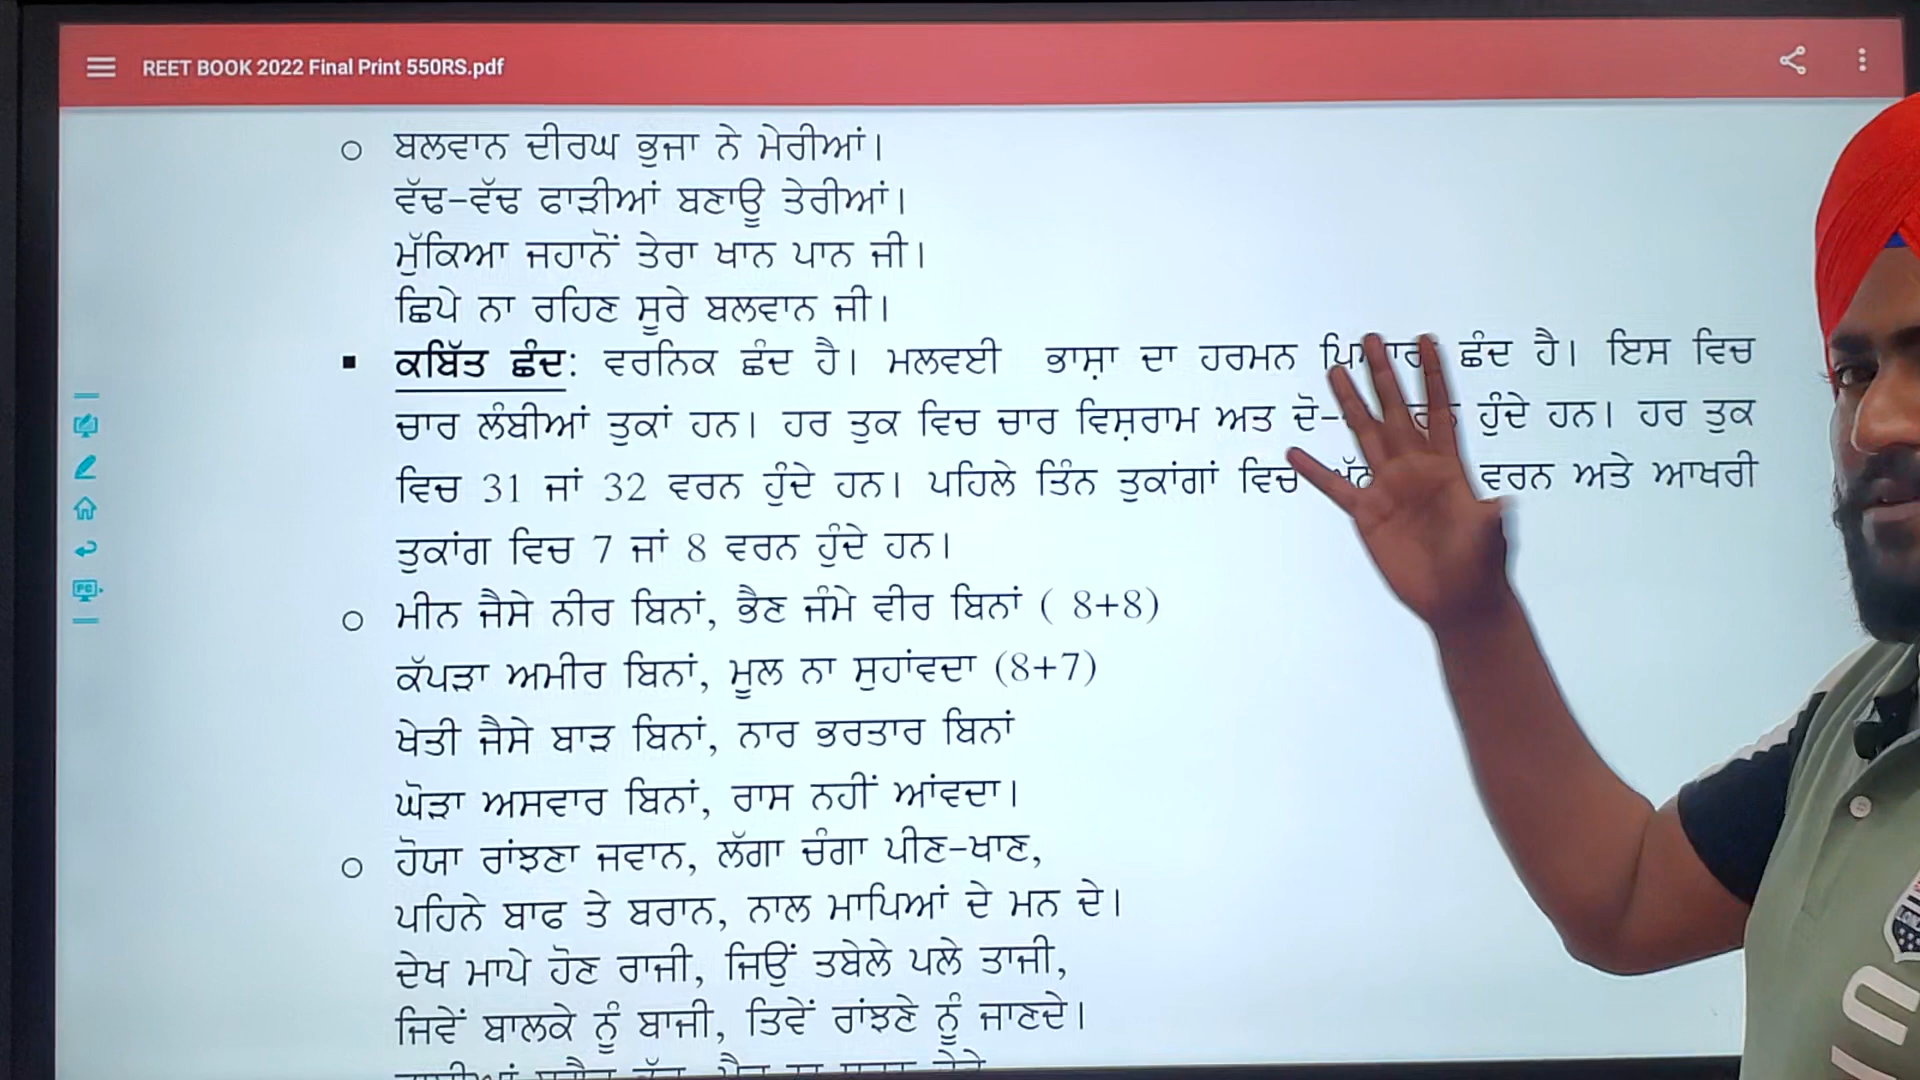 REET BOOK 2022 Final Print 550RS.pdf
ਬਲਵਾਨ ਦੀਰਘ ਭੁਜਾ ਨੇ ਮੇਰੀਆਂ।
ਵੱਢ-ਵੱਢ ਫਾੜੀਆਂ ਬਣਾਊ ਤੇਰੀਆਂ।
ਮੁੱਕਿਆ ਜਹਾਨੋਂ ਤੇਰਾ ਖਾਨ ਪਾਨ ਜੀ।
ਛਿਪੇ ਨਾ ਰਹਿਣ ਸੂਰੇ ਬਲਵਾਨ ਜੀ।
ਕਬਿੱਤ ਛੰਦ: ਵਰਨਿਕ ਛੰਦ ਹੈ। ਮਲਵਈ ਭਾਸ਼ਾ ਦਾ ਹਰਮਨ ਛੰਦ ਹੈ। ਇਸ ਵਿਚ
ਚਾਰ ਲੰਬੀਆਂ ਤੁਕਾਂ ਹਨ। ਹਰ ਤੁਕ ਵਿਚ ਚਾਰ ਵਿਸ਼ਰਾਮ ਅਤ ਦੋ- ਹੁੰਦੇ ਹਨ। ਹਰ ਤੁਕ
ਵਿਚ 31 ਜਾਂ 32 ਵਰਨ ਹੁੰਦੇ ਹਨ। ਪਹਿਲੇ ਤਿੰਨ ਤੁਕਾਂਗਾਂ ਵਿਚ ਵਰਨ ਅਤੇ ਆਖਰੀ
ਤੁਕਾਂਗ ਵਿਚ 7 ਜਾਂ 8 ਵਰਨ ਹੁੰਦੇ ਹਨ।
ਮੀਨ ਜੈਸੇ ਨੀਰ ਬਿਨਾਂ, ਭੈਣ ਜੰਮੇ ਵੀਰ ਬਿਨਾਂ ( 8+8)
ਕੱਪੜਾ ਅਮੀਰ ਬਿਨਾਂ, ਮੂਲ ਨਾ ਸੁਹਾਂਵਦਾ (8+7)
ਖੇਤੀ ਜੈਸੇ ਬਾੜ ਬਿਨਾਂ, ਨਾਰ ਭਰਤਾਰ ਬਿਨਾਂ
ਘੋੜਾ ਅਸਵਾਰ ਬਿਨਾਂ, ਰਾਸ ਨਹੀਂ ਆਂਵਦਾ।
ਹੋਯਾ ਰਾਂਝਣਾ ਜਵਾਨ, ਲੱਗਾ ਚੰਗਾ ਪੀਣ-ਖਾਣ,
ਪਹਿਨੇ ਬਾਫ ਤੇ ਬਰਾਨ, ਨਾਲ ਮਾਪਿਆਂ ਦੇ ਮਨ ਦੇ।
ਦੇਖ ਮਾਪੇ ਹੋਣ ਰਾਜੀ, ਜਿਉਂ ਤਬੇਲੇ ਪਲੇ ਤਾਜੀ,
ਜਿਵੇਂ ਬਾਲਕੇ ਨੂੰ ਬਾਜੀ, ਤਿਵੇਂ ਰਾਂਝਣੇ ਨੂੰ ਜਾਣਦੇ।